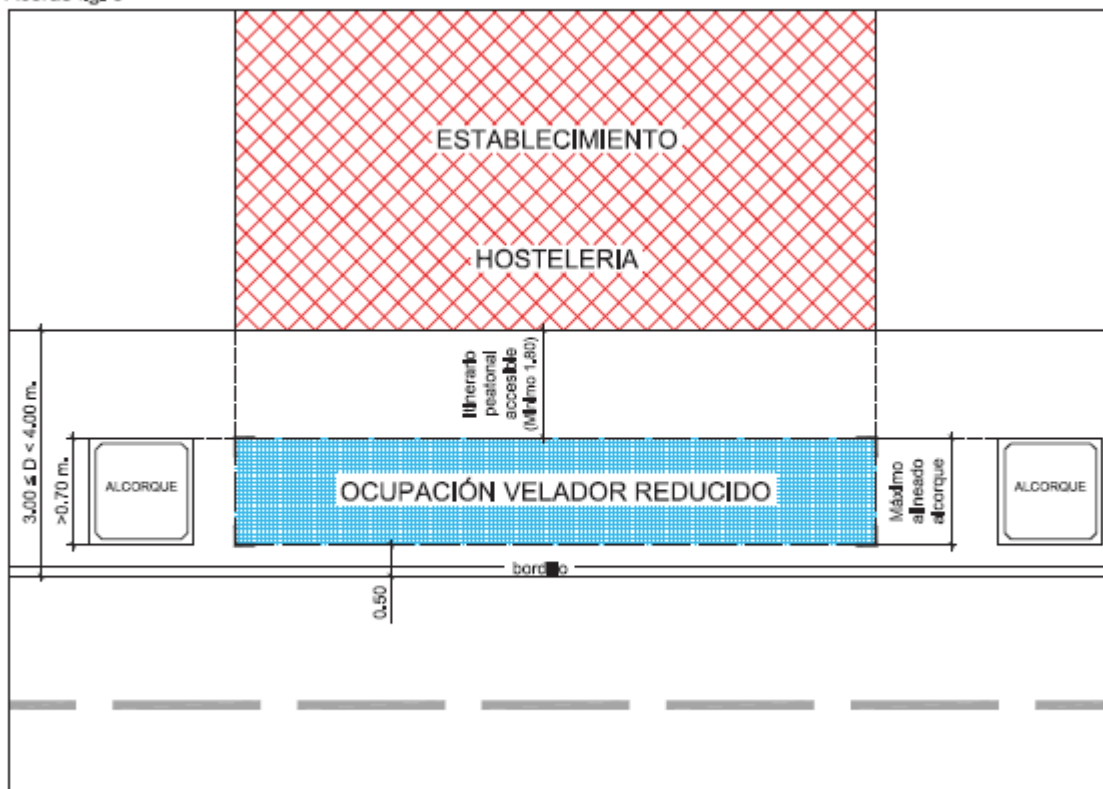 ESTABLECIMIENTO
HOSTELERIA
Itinerario
peatonal
accesible
(Mínimo 1.80)
3.00 ≤ D < 4.00 m.
>0.70 m.
ALCORQUE
OCUPACIÓN VELADOR REDUCIDO
Máximo
alineado
alcorque
ALCORQUE
0.50